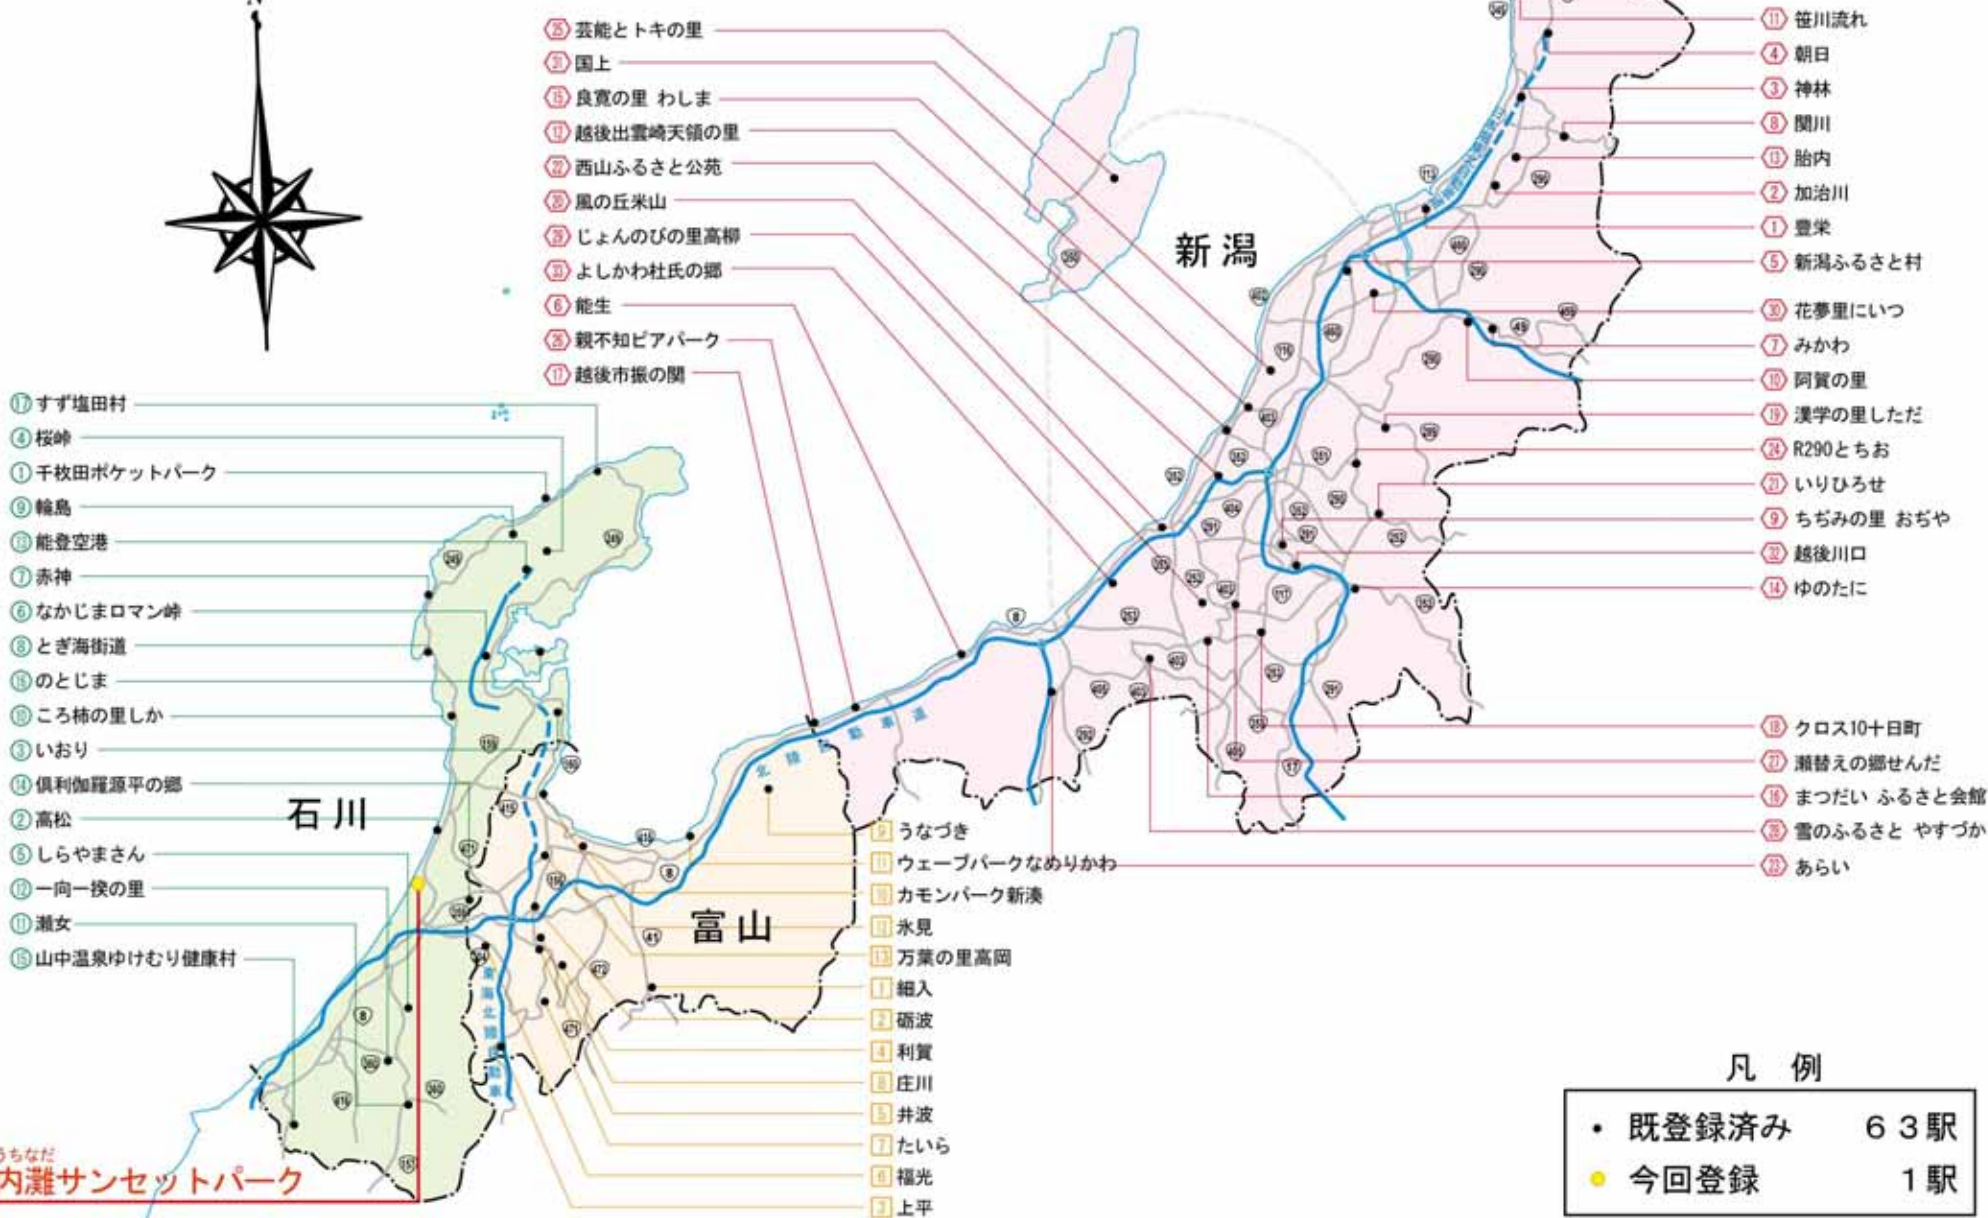 N
㉕芸能とトキの里
㉛国上
⑮良寛の里 わしま
⑫越後出雲崎天領の里
㉒西山ふるさと公苑
⑳風の丘米山
㉙じょんのびの里高柳
㉝よしかわ杜氏の郷
⑥能生
㉖親不知ピアパーク
⑰越後市振の関
⑪笹川流れ
④朝日
③神林
⑧関川
⑬胎内
②加治川
①豊栄
⑤新潟ふるさと村
㉚花夢里にいつ
⑦みかわ
⑩阿賀の里
⑲漢学の里しただ
㉔R290とちお
㉑いりひろせ
⑨ちぢみの里 おぢや
㉜越後川口
⑭ゆのたに
⑱クロス10十日町
㉗瀬替えの郷せんだ
⑯まつだい ふるさと会館
㉘雪のふるさと やすづか
㉓あらい
新潟
⑰すず塩田村
④桜峠
①千枚田ポケットパーク
⑨輪島
⑬能登空港
⑦赤神
⑥なかじまロマン峠
⑧とぎ海街道
⑯のとじま
⑩ころ柿の里しか
③いおり
⑭倶利伽羅源平の郷
②高松
⑤しらやまさん
⑫一向一揆の里
⑪瀬女
⑮山中温泉ゆけむり健康村
石川
うちなだ
内灘サンセットパーク
富山
9うなづき
11ウェーブパークなめりかわ
10カモンパーク新湊
12氷見
13万葉の里高岡
1細入
2砺波
4利賀
8庄川
5井波
7たいら
6福光
3上平
北陸自動車道
凡例
・既登録済み 63駅
今回登録 1駅